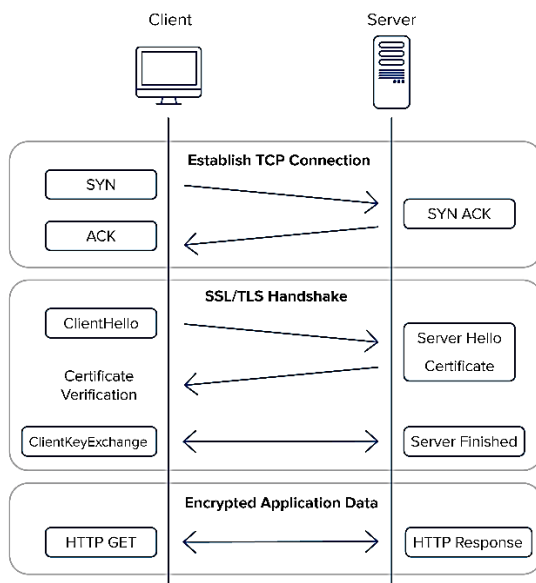 Client
Server
Establish TCP Connection
SYN
SYN ACK
ACK
SSL/TLS Handshake
ClientHello
Server Hello
Certificate
Certificate
Verification
ClientKeyExchange
Server Finished
Encrypted Application Data
HTTP GET
HTTP Response